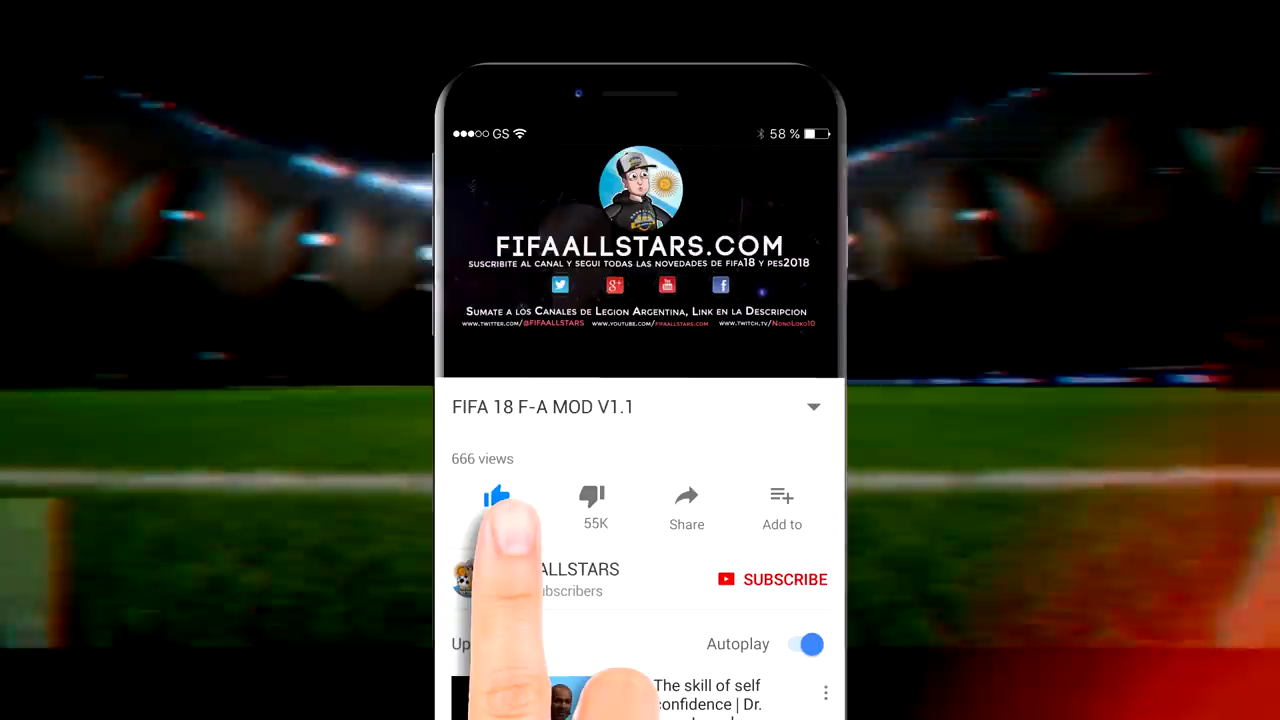 GS 58 %
FIFAALLSTARS.COM
SUSCRIBITE AL CANAL Y SEGUI TODAS LAS NOVEDADES DE FIFA18 Y PES2018
g+ You Tube f
SUMATE A LOS CANALES DE LEGION ARGENTINA, LINK EN LA DESCRIPCION
WWW.TWITTER.COM/@FIFAALLSTARS WWW.YOUTUBE.COM/FIFAALLSTARS.COM WWW.TWITCH.TV/NONOLOKO10
FIFA 18 F-A MOD V1.1
666 views
55K Share Add to
ALLSTARS
bscribers
SUBSCRIBE
Up
Autoplay
The skill of self
confidence | Dr.